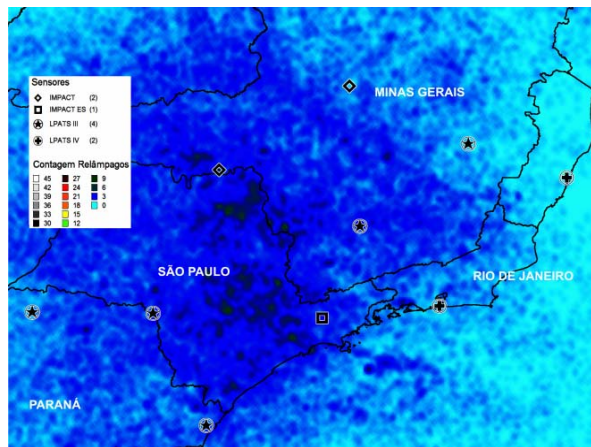 MINAS GERAIS
Sensores
IMPACT (2)
IMPACT ES (1)
LPATS III (4)
LPATS IV (2)
Contagem Relâmpagos
45 27 9
42 24 6
39 21 3
36 18 0
33 15
30 12
SÃO PAULO
RIO DE JANEIRO
PARANÁ